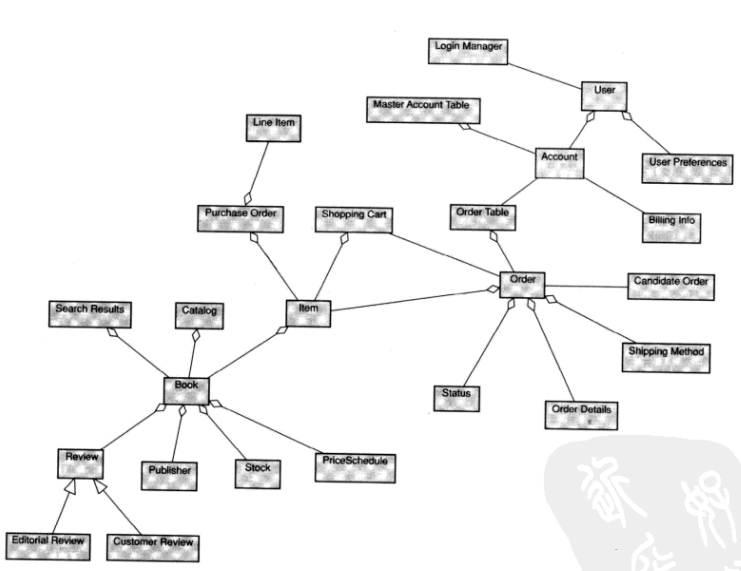 Login Manager
User
Master Account Table
Line Item
Account
User Preferences
Purchase Order
Shopping Cart
Order Table
Billing Info
Order
Candidate Order
Search Results
Catalog
Item
Shipping Method
Book
Status
Order Details
Review
Publisher
Stock
PriceSchedule
Editorial Review
Customer Review